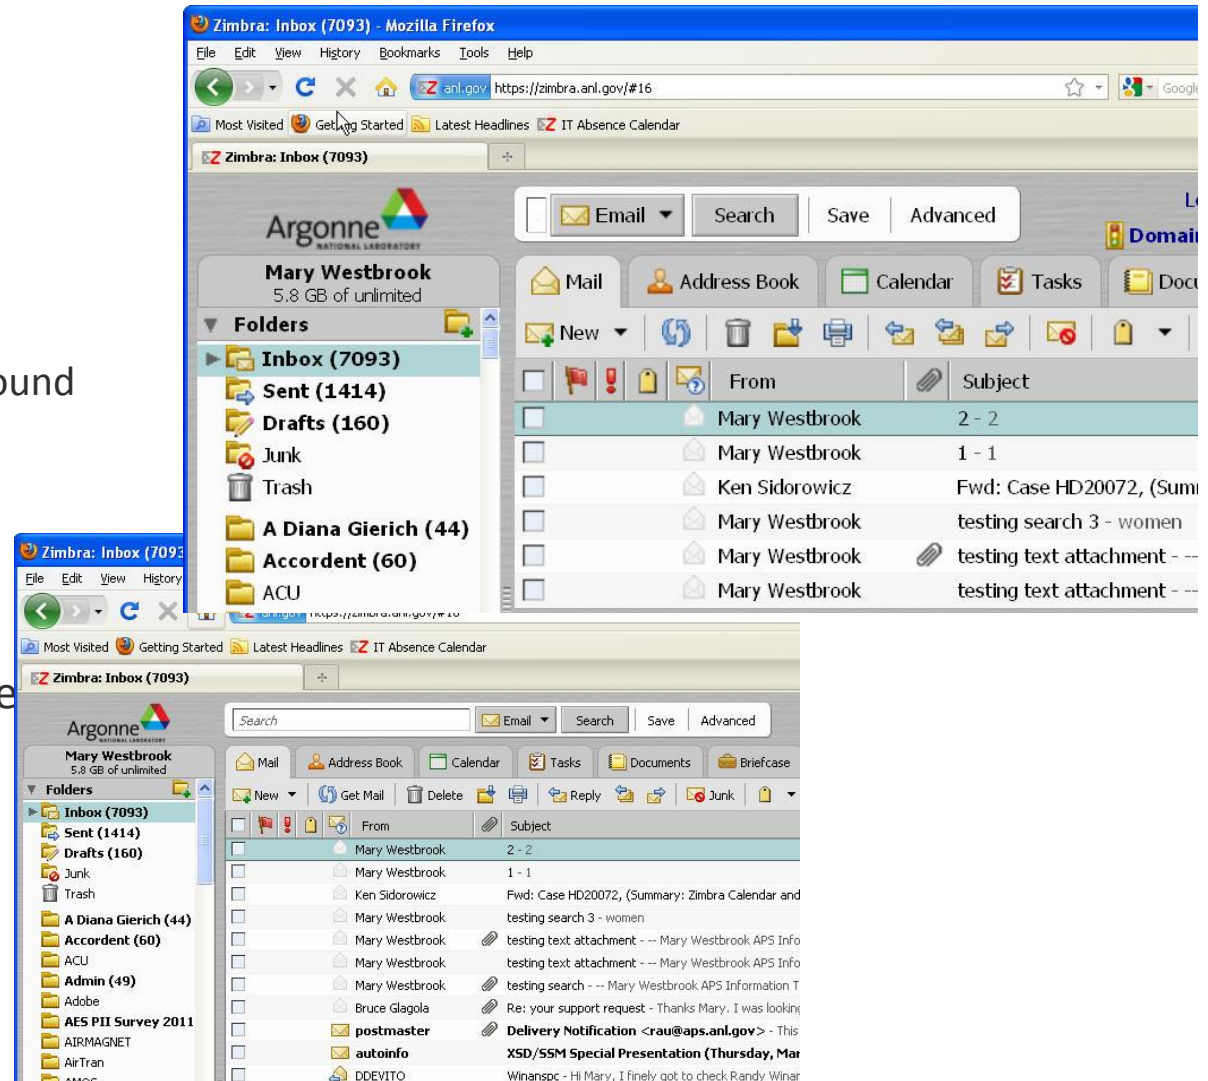 Zimbra: Inbox (7093) - Mozilla Firefox
File Edit View History Bookmarks Tools Help
anl.gov https://zimbra.anl.gov/#16
Most Visited Started Latest Headlines IT Absence Calendar
Zimbra: Inbox (7093)
Argonne
NATIONAL LABORATORY
Email Search Save Advanced
Mary Westbrook
5.8 GB of unlimited
Mail Address Book Calendar Tasks
Folders
New
Inbox (7093)
From Subject
ound
Sent (1414)
Mary Westbrook 2 - 2
Drafts (160)
Mary Westbrook 1 - 1
Junk
Ken Sidorowicz Fwd: Case HD20072, (Sum
Trash
Mary Westbrook testing search 3 - women
A Diana Gierich (44)
Mary Westbrook testing text attachment - --
Accordent (60)
Mary Westbrook testing text attachment - --
ACU
Zimbra: Inbox (7093
File Edit View History
Most Visited Getting Started Latest Headlines IT Absence Calendar
Zimbra: Inbox (7093)
e
Argonne
NATIONAL LABORATORY
Search Email Search Save Advanced
Mary Westbrook
5.8 GB of unlimited
Mail Address Book Calendar Tasks Documents Briefcase
Folders
New Get Mail Delete Reply Junk
Inbox (7093)
From Subject
Sent (1414)
Drafts (160)
Junk
Trash
A Diana Gierich (44)
Accordent (60)
ACU
Admin (49)
Adobe
AES PII Survey 2011
AIRMAGNET
AirTran
Mary Westbrook 2 - 2
Mary Westbrook 1 - 1
Ken Sidorowicz Fwd: Case HD20072, (Summary: Zimbra Calendar and
Mary Westbrook testing search 3 - women
Mary Westbrook testing text attachment - -- Mary Westbrook APS Info
Mary Westbrook testing text attachment - -- Mary Westbrook APS Info
Mary Westbrook testing search - -- Mary Westbrook APS Information T
Bruce Glagola Re: your support request - Thanks Mary. I was looking
postmaster Delivery Notification <rau@aps.anl.gov> - This
autoinfo XSD/SSM Special Presentation (Thursday, Mar
DDEVITO Winanspc - Hi Mary, I finely got to check Randy Winar